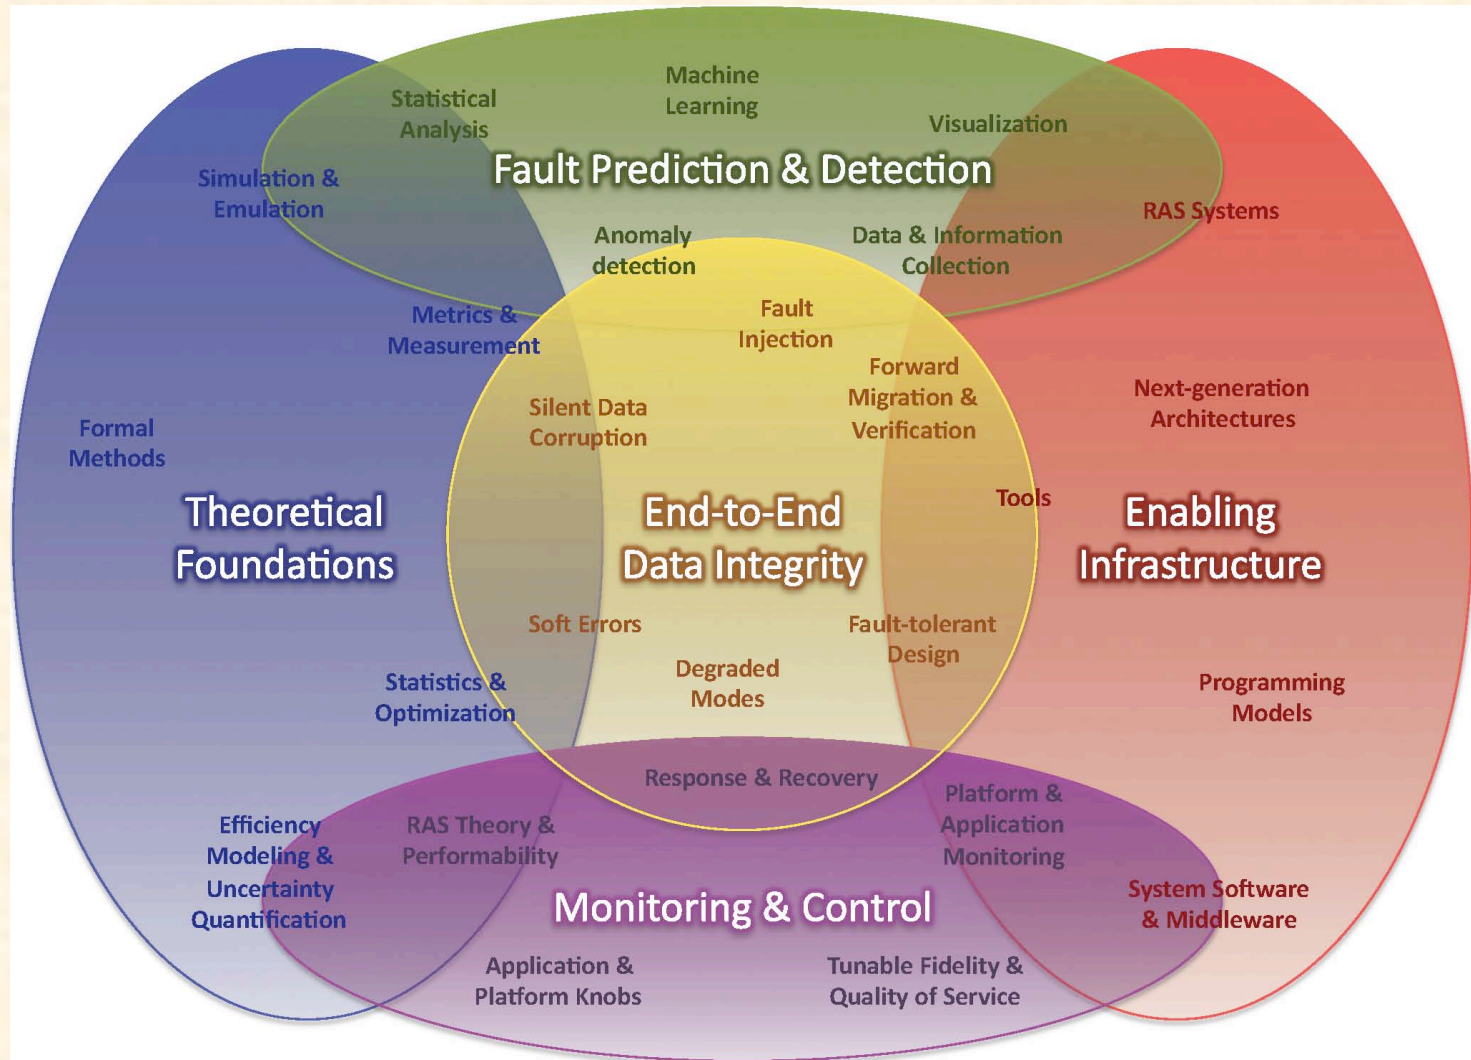 Machine
Learning
Statistical
Analysis
Visualization
Fault Prediction & Detection
Simulation &
Emulation
RAS Systems
Anomaly
detection
Data & Information
Collection
Metrics &
Measurement
Fault
Injection
Forward
Migration &
Verification
Silent Data
Corruption
Next-generation
Architectures
Formal
Methods
Theoretical
Foundations
End-to-End
Data Integrity
Tools
Enabling
Infrastructure
Soft Errors
Fault-tolerant
Design
Degraded
Modes
Statistics &
Optimization
Programming
Models
Response & Recovery
Platform &
Application
Monitoring
Efficiency
Modeling &
Uncertainty
Quantification
RAS Theory &
Performability
Monitoring & Control
System Software
& Middleware
Application &
Platform Knobs
Tunable Fidelity &
Quality of Service